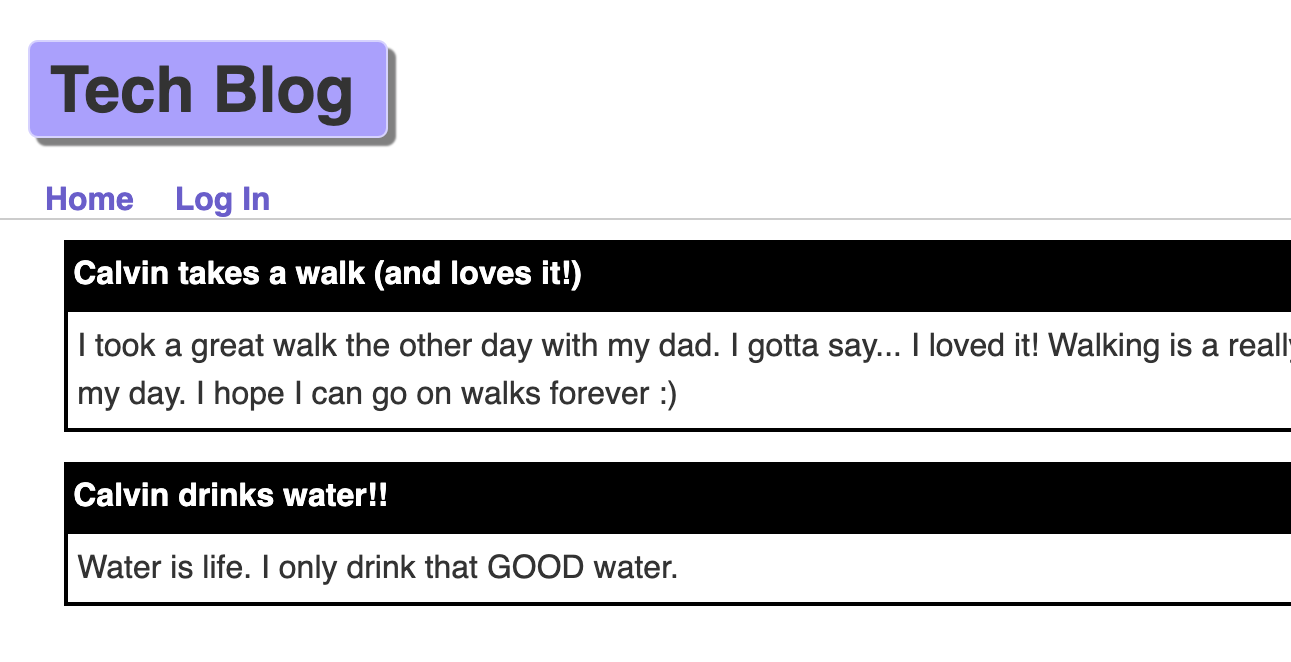 Tech Blog
Home Log In
Calvin takes a walk (and loves it!)
I took a great walk the other day with my dad. I gotta say... I loved it! Walking is a
my day. I hope I can go on walks forever :)
Calvin drinks water!!
Water is life. I only drink that GOOD water.